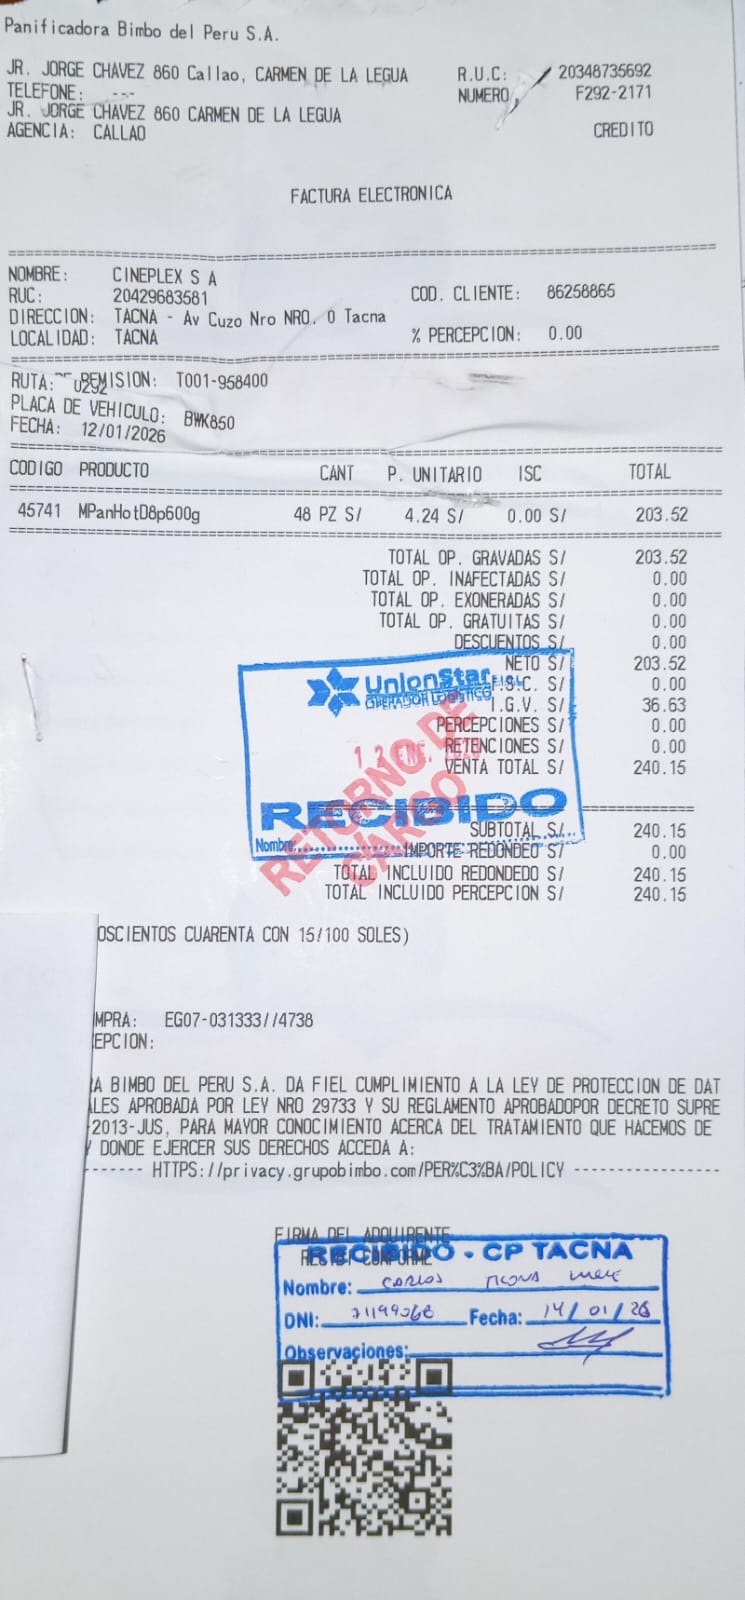 Panificadora Bimbo del Peru S.A.
JR. JORGE CHAVEZ 860 Callao, CARMEN DE LA LEGUA R.U.C: 20348735692
TELEFONE: --- NUMERO F292-2171
JR. JORGE CHAVEZ 860 CARMEN DE LA LEGUA
AGENCIA: CALLAO CREDITO
FACTURA ELECTRONICA
NOMBRE: CINEPLEX S A
RUC: 20429683581 COD. CLIENTE: 86258865
DIRECCION: TACNA - Av Cuzo Nro NRO. 0 Tacna
LOCALIDAD: TACNA % PERCEPCION: 0.00
RUTA: REMISION: T001-958400
PLACA DE VEHICULO: BWK850
FECHA: 12/01/2026
CODIGO PRODUCTO CANT P. UNITARIO ISC TOTAL
45741 MPanHotD8p600g 48 PZ S/ 4.24 S/ 0.00 S/ 203.52
TOTAL OP. GRAVADAS S/ 203.52
TOTAL OP. INAFECTADAS S/ 0.00
TOTAL OP. EXONERADAS S/ 0.00
TOTAL OP. GRATUITAS S/ 0.00
DESCUENTOS S/ 0.00
NETO S/ 203.52
I.S.C. S/ 0.00
I.G.V. S/ 36.63
PERCEPCIONES S/ 0.00
RETENCIONES S/ 0.00
VENTA TOTAL S/ 240.15
UnionStar E.I.R.L
OPERADOR LOGISTICO
12 ENE.
RETORNO DE
CARGO
RECIBIDO
Nombre:
SUBTOTAL S/ 240.15
IMPORTE REDONDEO S/ 0.00
TOTAL INCLUIDO REDONDEDO S/ 240.15
TOTAL INCLUIDO PERCEPCION S/ 240.15
OSCIENTOS CUARENTA CON 15/100 SOLES)
MPRA: EG07-031333//4738
EPCION:
A BIMBO DEL PERU S.A. DA FIEL CUMPLIMIENTO A LA LEY DE PROTECCION DE DAT
ALES APROBADA POR LEY NRO 29733 Y SU REGLAMENTO APROBADOPOR DECRETO SUPRE
-2013-JUS, PARA MAYOR CONOCIMIENTO ACERCA DEL TRATAMIENTO QUE HACEMOS DE
Y DONDE EJERCER SUS DERECHOS ACCEDA A:
------- HTTPS://privacy.grupobimbo.com/PER%C3%BA/POLICY -----------------
FIRMA DEL ADQUIRENTE
RECIBI CONFORME
RECIBIDO - CP TACNA
Nombre: CARLOS
DNI: Fecha: 14/01/26
Observaciones: